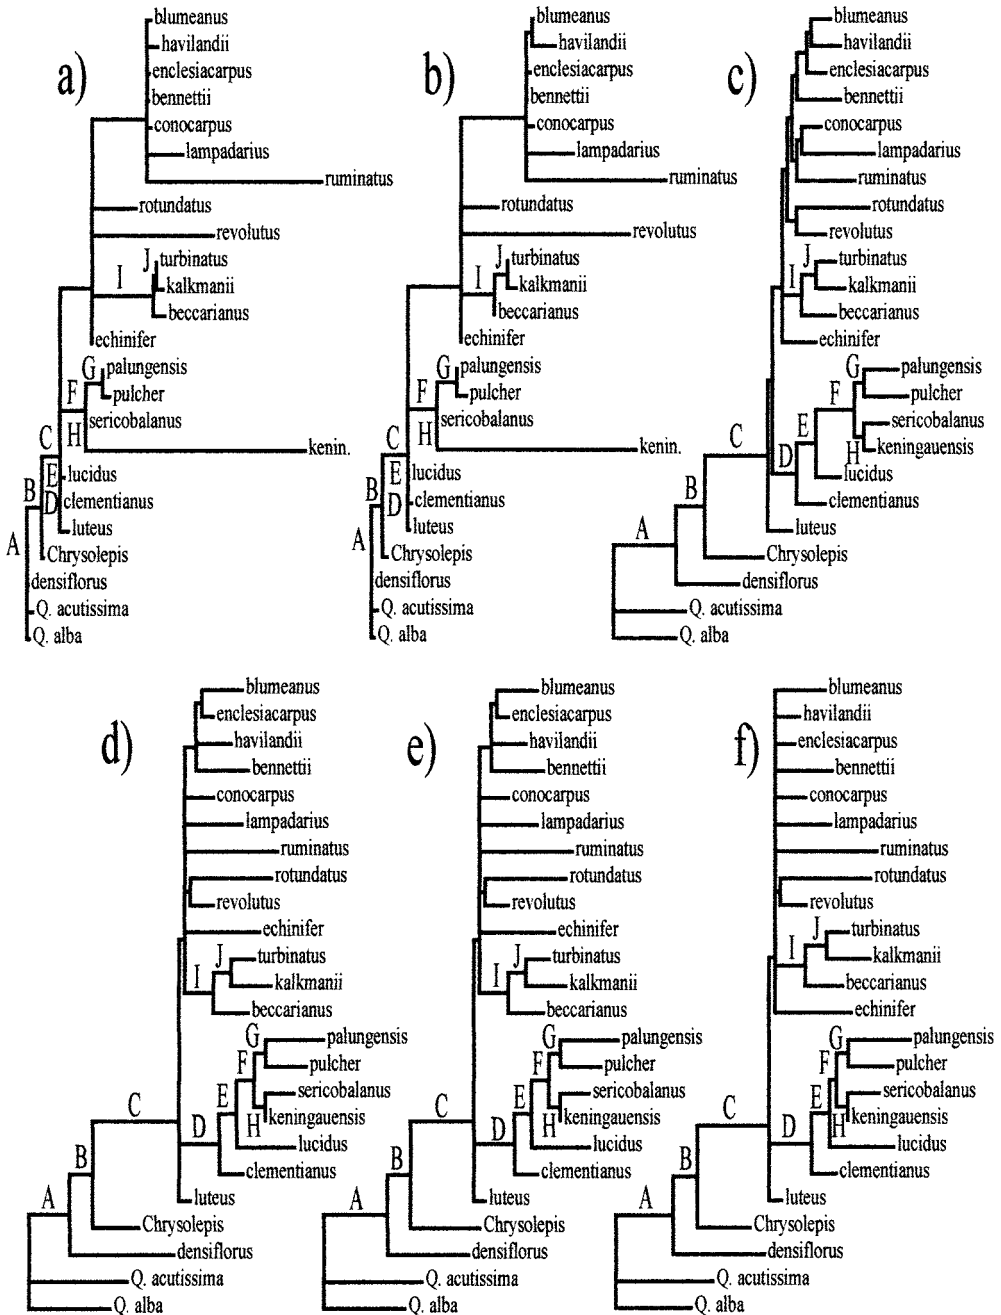 a)
blumeanus
havilandii
enclesiacarpus
bennettii
conocarpus
lampadarius
ruminatus
rotundatus
revolutus
J turbinatus
I
kalkmanii
beccarianus
echinifer
G palungensis
F
pulcher
sericobalanus
H
kenin.
C
E lucidus
B
D clementianus
luteus
A
Chrysolepis
densiflorus
Q. acutissima
Q. alba
b)
blumeanus
havilandii
enclesiacarpus
bennettii
conocarpus
lampadarius
ruminatus
rotundatus
revolutus
J turbinatus
I
kalkmanii
beccarianus
echinifer
G palungensis
F
pulcher
sericobalanus
H
kenin.
C
E lucidus
B
D clementianus
luteus
A
Chrysolepis
densiflorus
Q. acutissima
Q. alba
c)
blumeanus
havilandii
enclesiacarpus
bennettii
conocarpus
lampadarius
ruminatus
rotundatus
revolutus
J turbinatus
I
kalkmanii
beccarianus
echinifer
G palungensis
F
pulcher
sericobalanus
E
C
H keningauensis
D
lucidus
B
clementianus
luteus
A
Chrysolepis
densiflorus
Q. acutissima
Q. alba
d)
blumeanus
enclesiacarpus
havilandii
bennettii
conocarpus
lampadarius
ruminatus
rotundatus
revolutus
echinifer
J turbinatus
I
kalkmanii
beccarianus
G palungensis
F
pulcher
sericobalanus
E
C
keningauensis
H
D
lucidus
B
clementianus
A
luteus
Chrysolepis
densiflorus
Q. acutissima
Q. alba
e)
blumeanus
enclesiacarpus
havilandii
bennettii
conocarpus
lampadarius
ruminatus
rotundatus
revolutus
echinifer
J turbinatus
I
kalkmanii
beccarianus
G palungensis
F
pulcher
sericobalanus
E
C
keningauensis
H
D
lucidus
B
clementianus
A
luteus
Chrysolepis
densiflorus
Q. acutissima
Q. alba
f)
blumeanus
havilandii
enclesiacarpus
bennettii
conocarpus
lampadarius
ruminatus
rotundatus
revolutus
J turbinatus
I
kalkmanii
beccarianus
echinifer
G palungensis
F
pulcher
sericobalanus
E
C
keningauensis
H
D
lucidus
B
clementianus
A
luteus
Chrysolepis
densiflorus
Q. acutissima
Q. alba